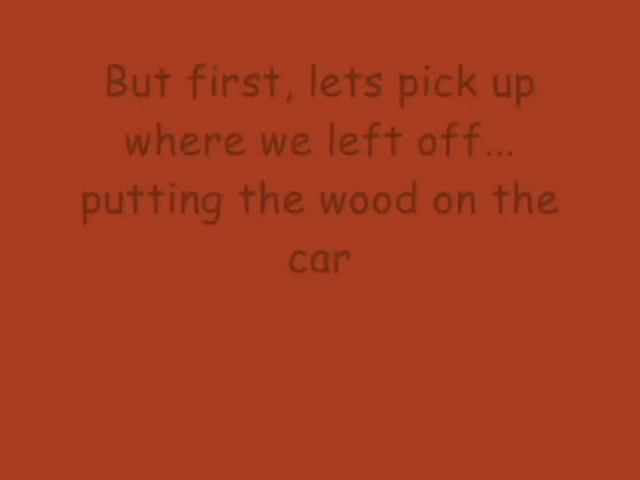 But first, lets pick up
where we left off...
putting the wood on the
car